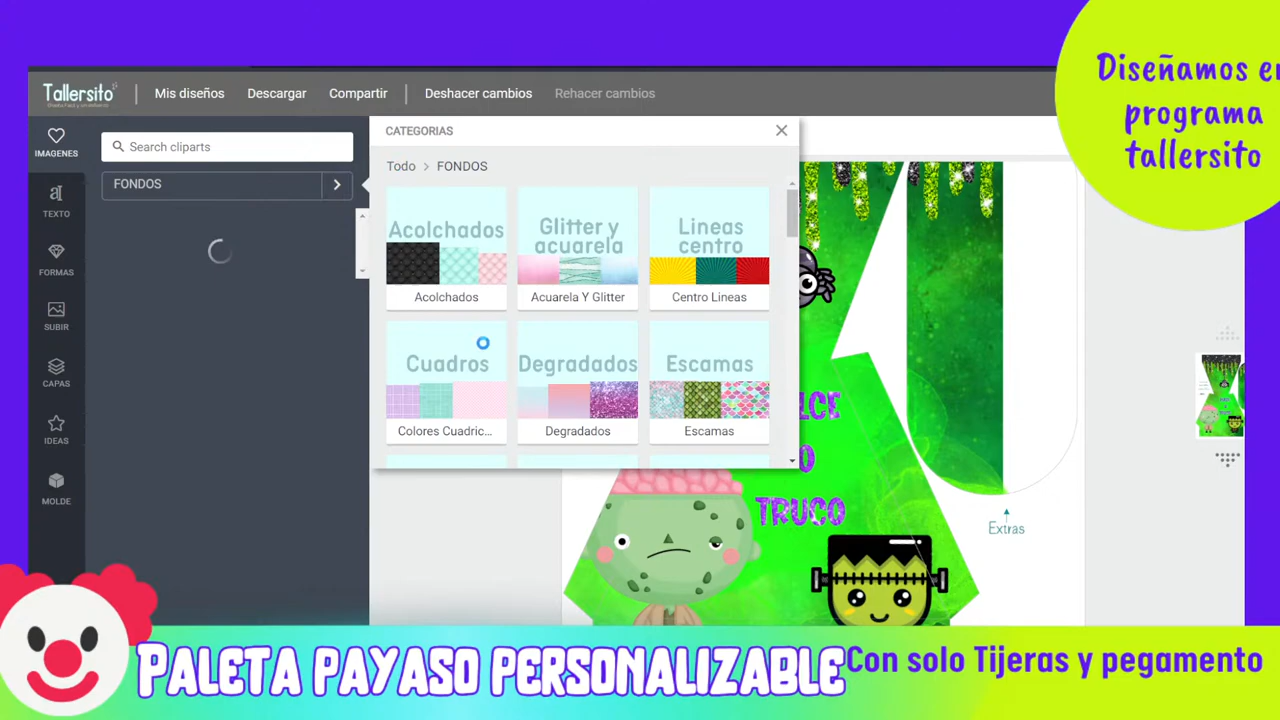 Diseñamos en
programa
tallersito
Tallersito
Mis diseños
Descargar
Compartir
Deshacer cambios
Rehacer cambios
IMAGENES
TEXTO
FORMAS
SUBIR
CAPAS
IDEAS
MOLDE
Search cliparts
FONDOS
CATEGORIAS
Todo > FONDOS
Acolchados
Acolchados
Glitter y
acuarela
Acuarela Y Glitter
Lineas
centro
Centro Lineas
Cuadros
Colores Cuadric...
Degradados
Degradados
Escamas
Escamas
LCE
O
TRUCO
Extras
PALETA PAYASO PERSONALIZABLE
Con solo Tijeras y pegamento